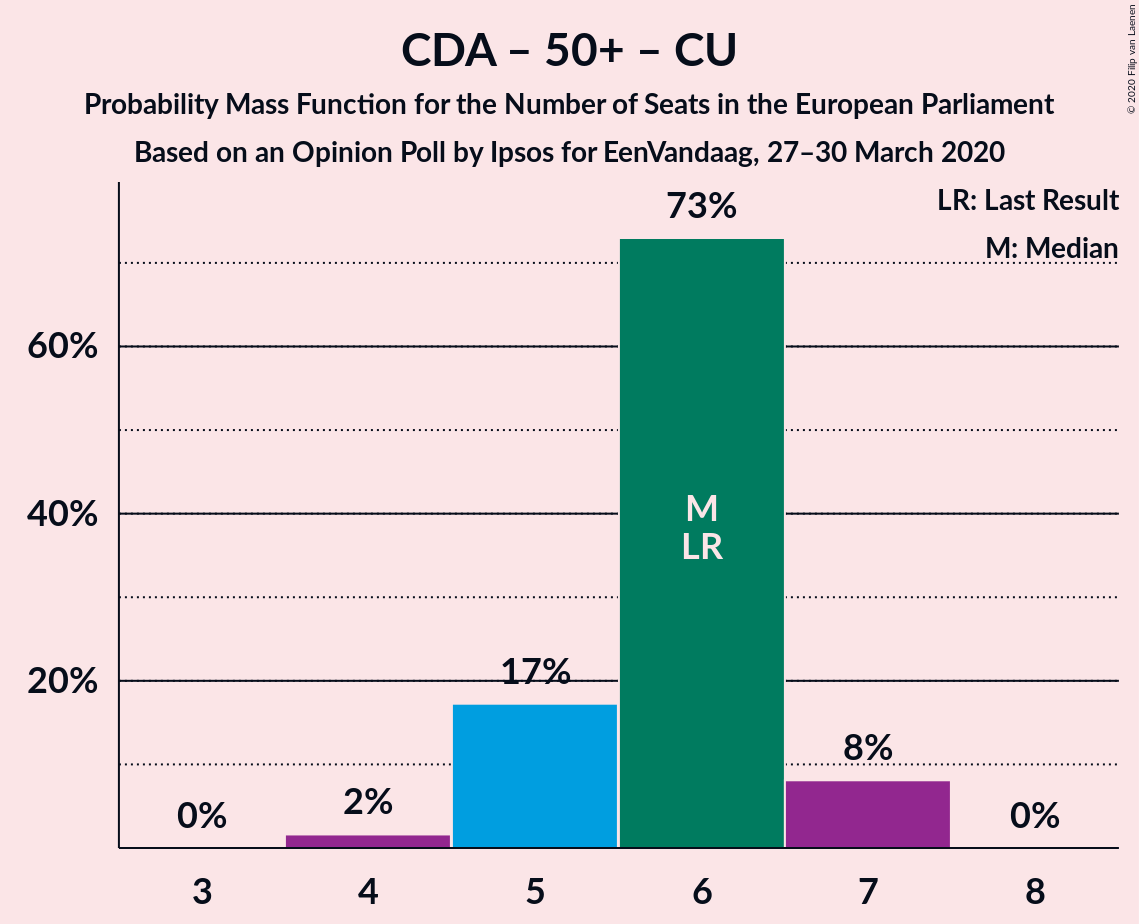 CDA – 50+ – CU
Probability Mass Function for the Number of Seats in the European Parliament
Based on an Opinion Poll by Ipsos for EenVandaag, 27–30 March 2020
© 2020 Filip van Laenen
LR: Last Result
M: Median
73%
60%
40%
M
LR
20%
17%
8%
2%
0%
0%
3 4 5 6 7 8